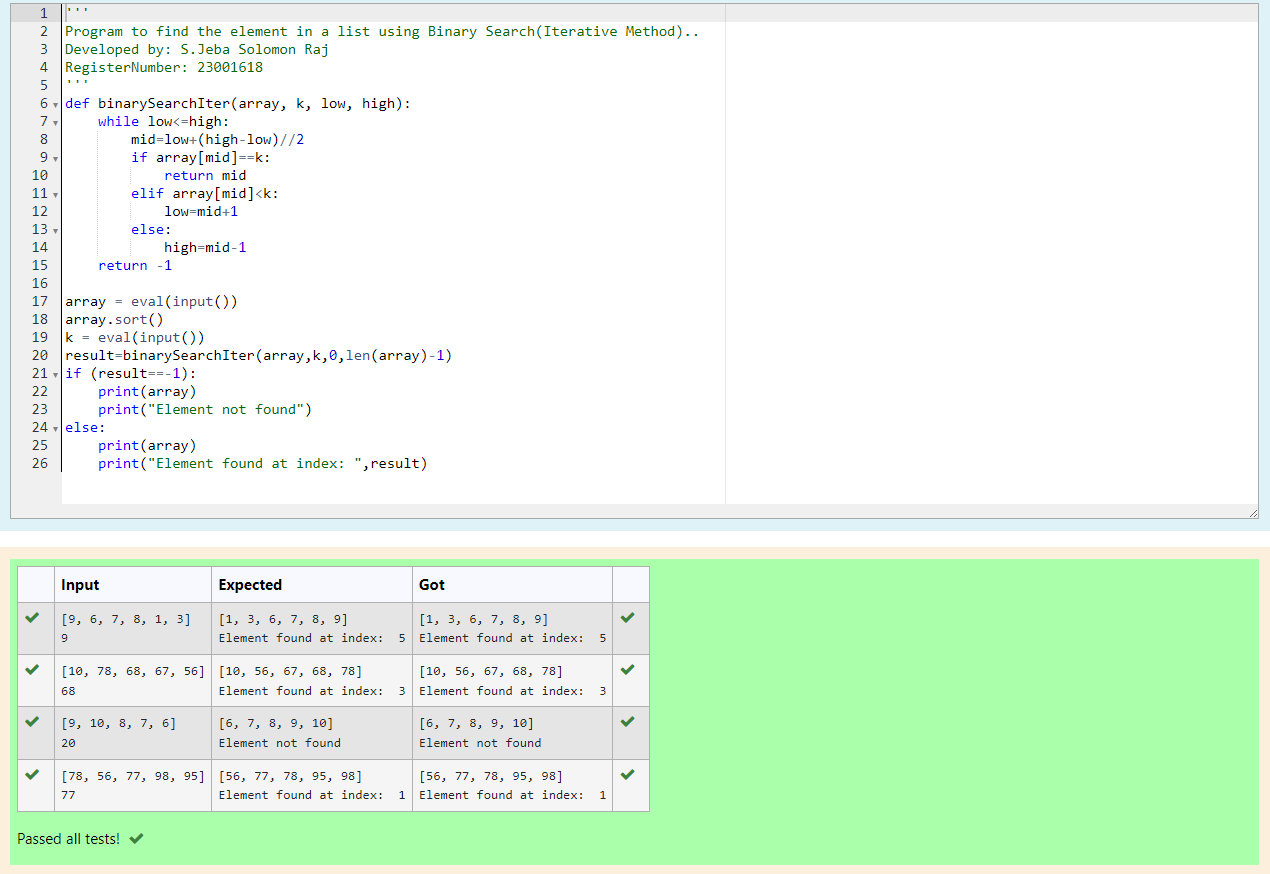 1 '''
2 Program to find the element in a list using Binary Search(Iterative Method)..
3 Developed by: S.Jeba Solomon Raj
4 RegisterNumber: 23001618
5 '''
6 def binarySearchIter(array, k, low, high):
7     while low<=high:
8         mid=low+(high-low)//2
9         if array[mid]==k:
10             return mid
11         elif array[mid]<k:
12             low=mid+1
13         else:
14             high=mid-1
15     return -1
16
17 array = eval(input())
18 array.sort()
19 k = eval(input())
20 result=binarySearchIter(array,k,0,len(array)-1)
21 if (result==-1):
22     print(array)
23     print("Element not found")
24 else:
25     print(array)
26     print("Element found at index: ",result)
Input Expected Got
[9, 6, 7, 8, 1, 3] [1, 3, 6, 7, 8, 9] [1, 3, 6, 7, 8, 9]
9 Element found at index:  5 Element found at index:  5
[10, 78, 68, 67, 56] [10, 56, 67, 68, 78] [10, 56, 67, 68, 78]
68 Element found at index:  3 Element found at index:  3
[9, 10, 8, 7, 6] [6, 7, 8, 9, 10] [6, 7, 8, 9, 10]
20 Element not found Element not found
[78, 56, 77, 98, 95] [56, 77, 78, 95, 98] [56, 77, 78, 95, 98]
77 Element found at index:  1 Element found at index:  1
Passed all tests!